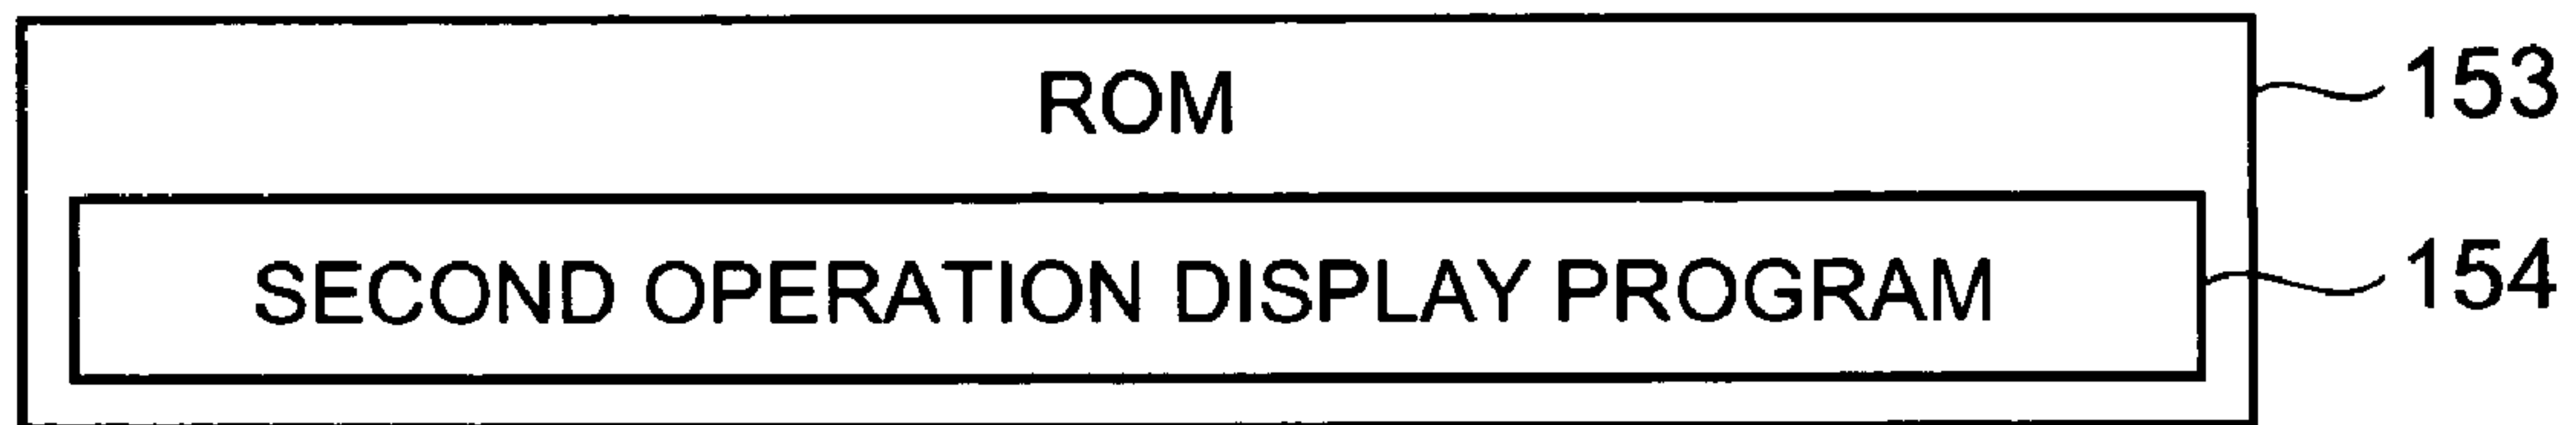 ROM
153
SECOND OPERATION DISPLAY PROGRAM
154